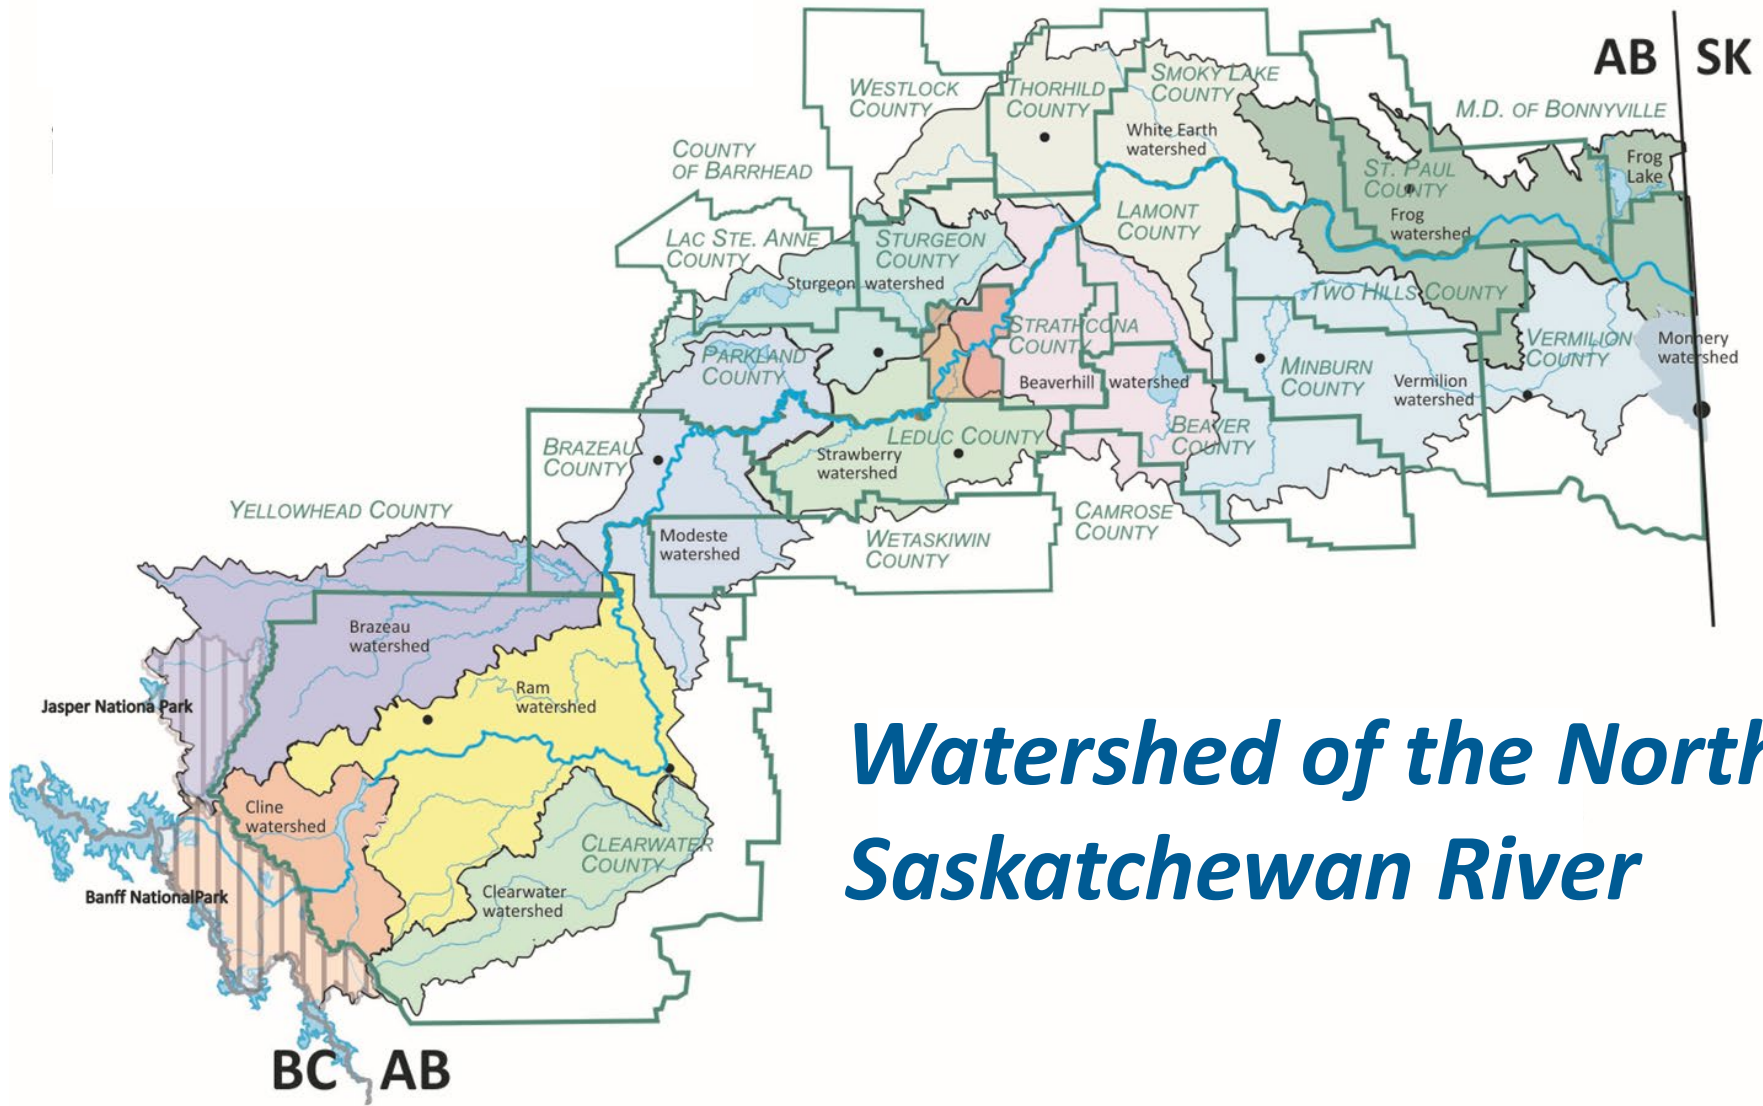 AB
SK
WESTLOCK
COUNTY
THORHILD
COUNTY
SMOKY LAKE
COUNTY
M.D. OF BONNYVILLE
White Earth
watershed
COUNTY
OF BARRHEAD
Frog
Lake
ST. PAUL
COUNTY
Frog
watershed
LAMONT
COUNTY
LAC STE. ANNE
COUNTY
STURGEON
COUNTY
Sturgeon watershed
TWO HILLS COUNTY
STRATHCONA
COUNTY
VERMILION
COUNTY
Monnery
watershed
PARKLAND
COUNTY
MINBURN
COUNTY
Beaverhill watershed
Vermilion
watershed
BEAVER
COUNTY
LEDUC COUNTY
BRAZEAU
COUNTY
Strawberry
watershed
YELLOWHEAD COUNTY
CAMROSE
COUNTY
Modeste
watershed
WETASKIWIN
COUNTY
Brazeau
watershed
Ram
watershed
Jasper Nationa Park
Watershed of the North
Saskatchewan River
Cline
watershed
CLEARWATER
COUNTY
Clearwater
watershed
Banff NationalPark
BC
AB